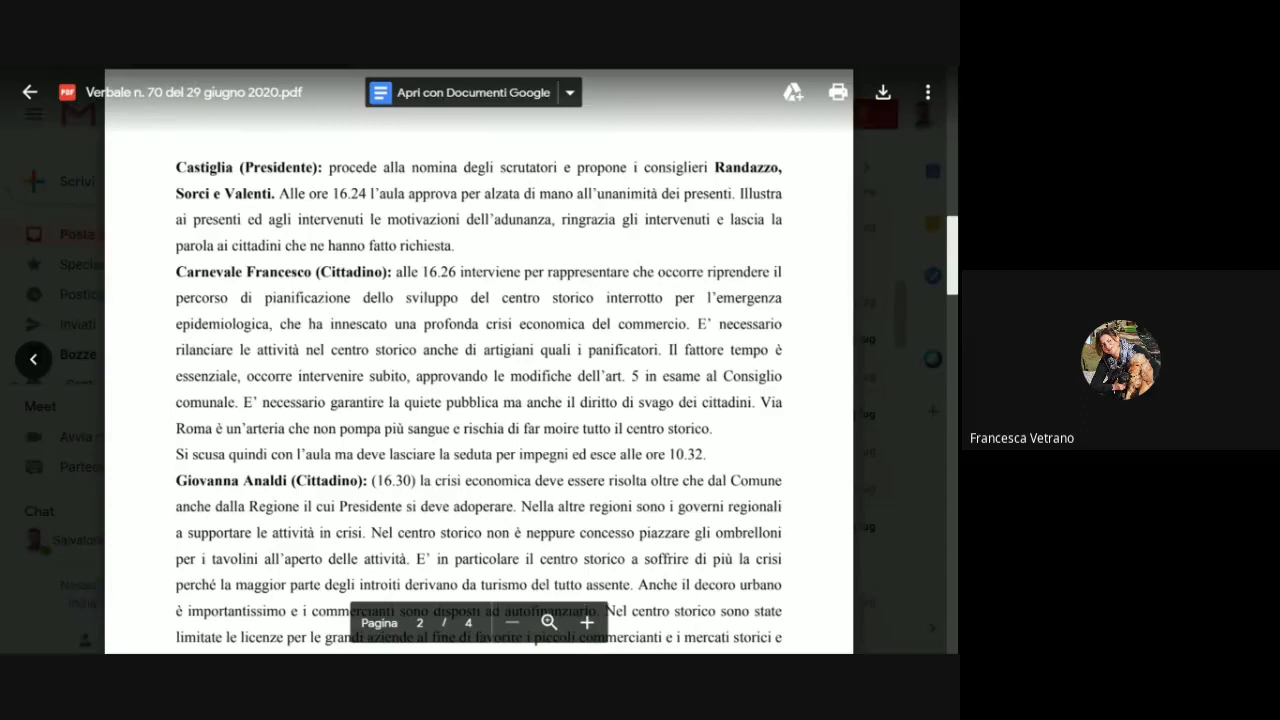 Verbale n. 70 del 29 giugno 2020.pdf
Apri con Documenti Google
Castiglia (Presidente): procede alla nomina degli scrutatori e propone i consiglieri Randazzo,
Sorci e Valenti. Alle ore 16.24 l'aula approva per alzata di mano all'unanimità dei presenti. Illustra
ai presenti ed agli intervenuti le motivazioni dell'adunanza, ringrazia gli intervenuti e lascia la
parola ai cittadini che ne hanno fatto richiesta.
Carnevale Francesco (Cittadino): alle 16.26 interviene per rappresentare che occorre riprendere il
percorso di pianificazione dello sviluppo del centro storico interrotto per l'emergenza
epidemiologica, che ha innescato una profonda crisi economica del commercio. E' necessario
rilanciare le attività nel centro storico anche di artigiani quali i panificatori. Il fattore tempo è
essenziale, occorre intervenire subito, approvando le modifiche dell'art. 5 in esame al Consiglio
comunale. E' necessario garantire la quiete pubblica ma anche il diritto di svago dei cittadini. Via
Roma è un'arteria che non pompa più sangue e rischia di far moire tutto il centro storico.
Si scusa quindi con l'aula ma deve lasciare la seduta per impegni ed esce alle ore 10.32.
Giovanna Analdi (Cittadino): (16.30) la crisi economica deve essere risolta oltre che dal Comune
anche dalla Regione il cui Presidente si deve adoperare. Nella altre regioni sono i governi regionali
a supportare le attività in crisi. Nel centro storico non è neppure concesso piazzare gli ombrelloni
per i tavolini all'aperto delle attività. E' in particolare il centro storico a soffrire di più la crisi
perché la maggior parte degli introiti derivano da turismo del tutto assente. Anche il decoro urbano
è importantissimo e i commercianti sono disposti ad autofinanziarlo. Nel centro storico sono state
limitate le licenze per le grandi aziende al fine di favorite i piccoli commercianti e i mercati storici e
Pagina 2 / 4
Scrivi
Posta
Specia
Postic
Inviati
Bozze
Meet
Avvia
Partec
Chat
Salvato
Francesca Vetrano